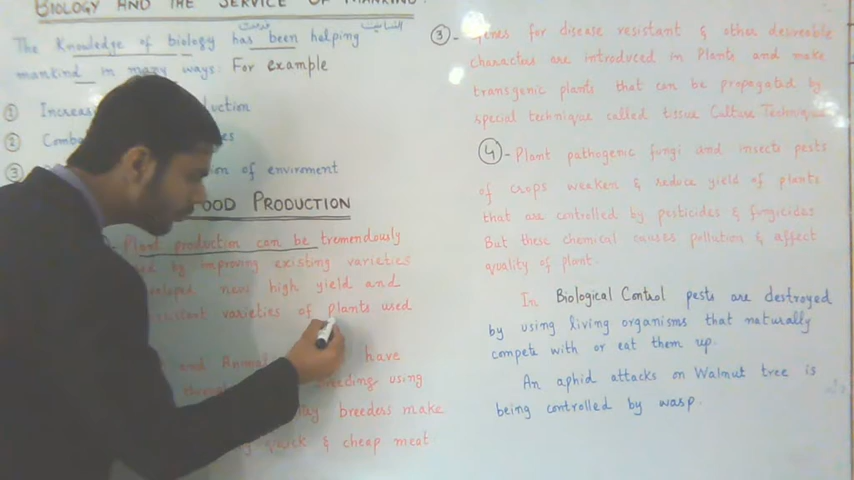 BIOLOGY AND THE SERVICE OF MANKIND.
The Knowledge of biology has been helping
mankind in many ways. For example
① Increas duction
② Comba es
③ ion of enviroment
FOOD PRODUCTION
Plant production can be tremendously
by improving existing varieties
new high yield and
varieties of plants used
and Animal have
breeding, using
breeders make
quick & cheap meat
③ - Genes for disease resistant & other desireable
characters are introduced in Plants and make
transgenic plants that can be propagated by
special technique called tissue Culture Technique
④ - Plant pathogenic fungi and insects pests
of crops weaken & reduce yield of plants
that are controlled by pesticides & fungicides
But these chemical causes pollution & affect
quality of plant.
In Biological Control pests are destroyed
by using living organisms that naturally
compete with or eat them up.
An aphid attacks on Walnut tree is
being controlled by wasp.